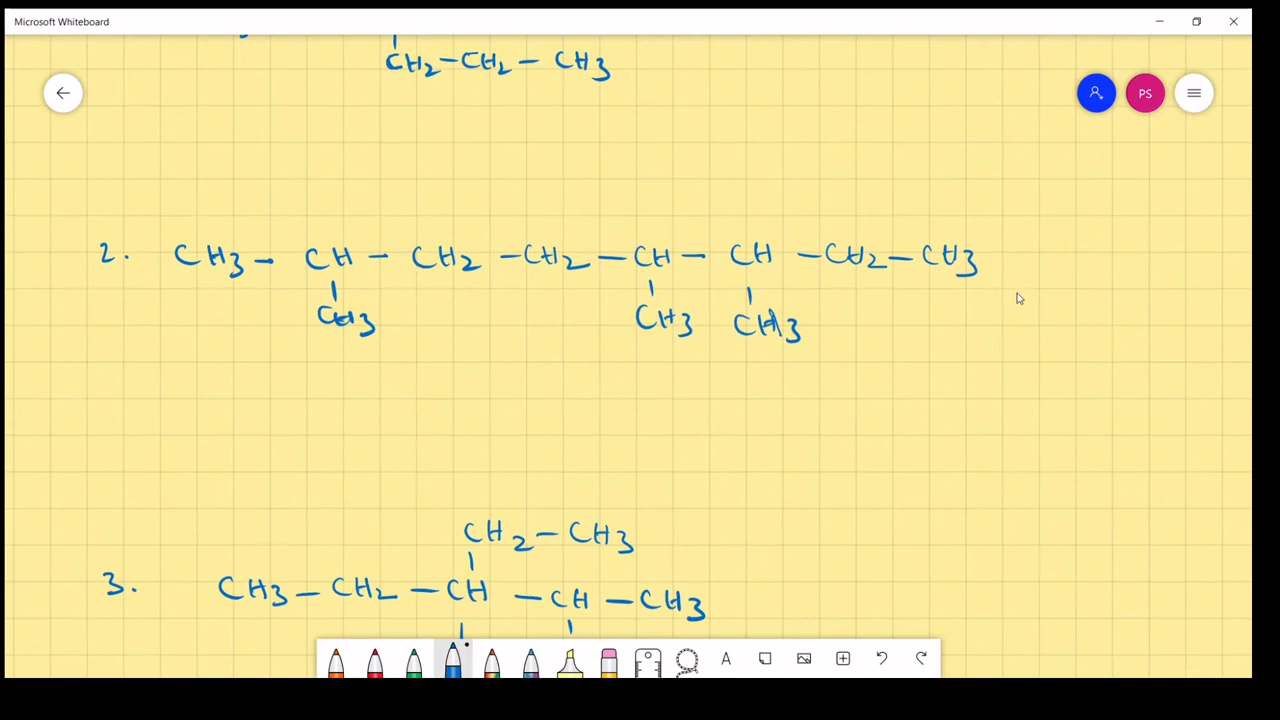 Microsoft Whiteboard
CH2-CH2-CH3
PS
2. CH3-CH-CH2-CH2-CH-CH-CH2-CH3
CH3 CH3 CH3
CH2-CH3
3. CH3-CH2-CH-CH-CH3
A